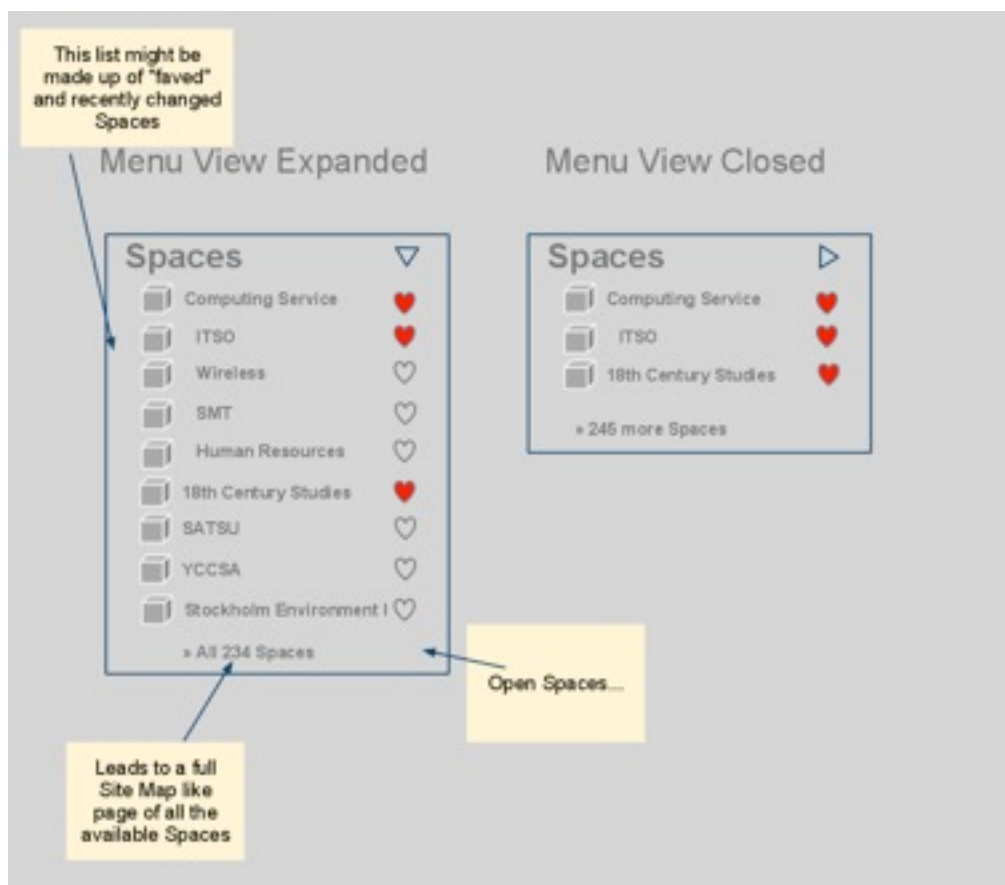 This list might be
made up of "faved"
and recently changed
Spaces
Menu View Expanded
Menu View Closed
Spaces
Computing Service
ITSO
Wireless
SMT
Human Resources
18th Century Studies
SATSU
YCCSA
Stockholm Environment I
» All 234 Spaces
Spaces
Computing Service
ITSO
18th Century Studies
» 245 more Spaces
Open Spaces...
Leads to a full
Site Map like
page of all the
available Spaces